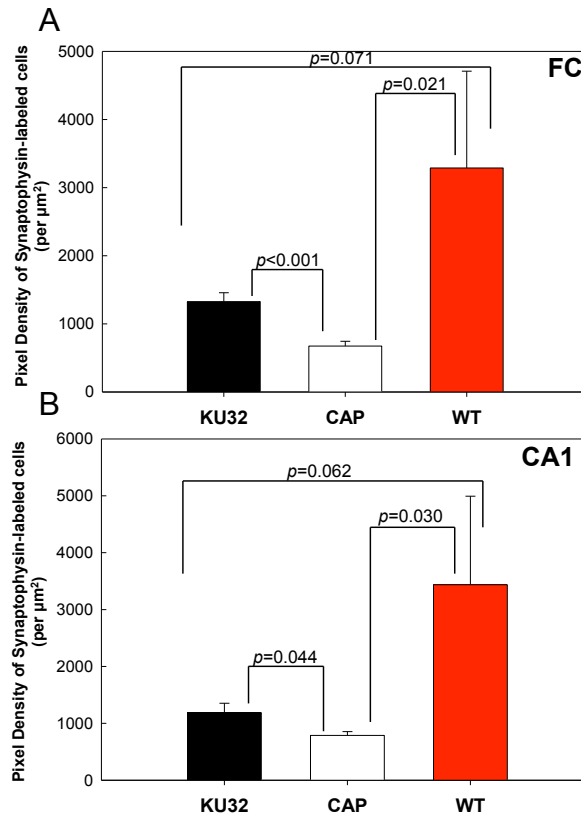 A
FC
Pixel Density of Synaptophysin-labeled cells
(per µm²)
5000
4000
3000
2000
1000
0
p=0.071
p=0.021
p<0.001
KU32 CAP WT
B
CA1
Pixel Density of Synaptophysin-labeled cells
(per µm²)
6000
5000
4000
3000
2000
1000
0
p=0.062
p=0.030
p=0.044
KU32 CAP WT